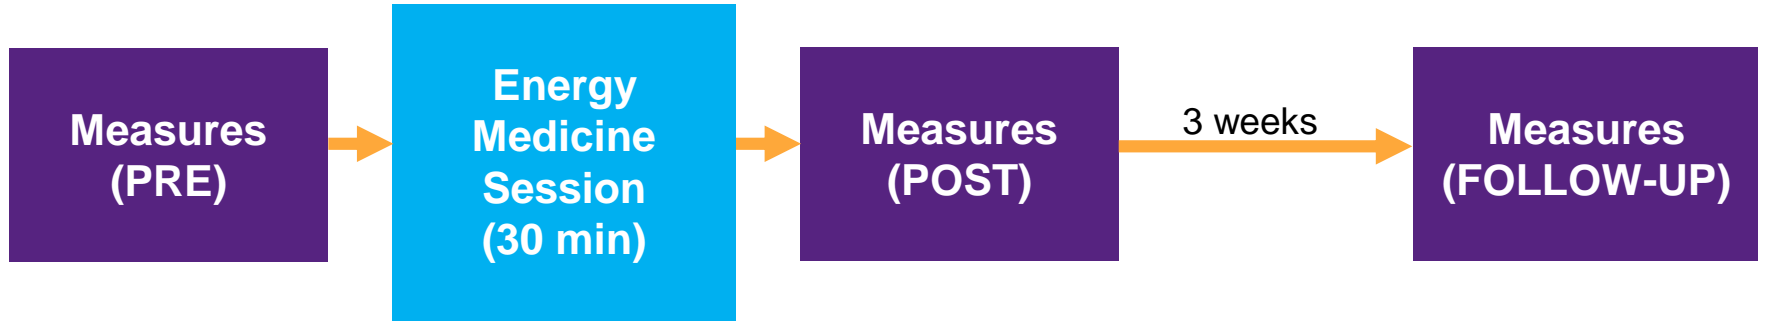 Measures
(PRE)
Energy
Medicine
Session
(30 min)
Measures
(POST)
3 weeks
Measures
(FOLLOW-UP)